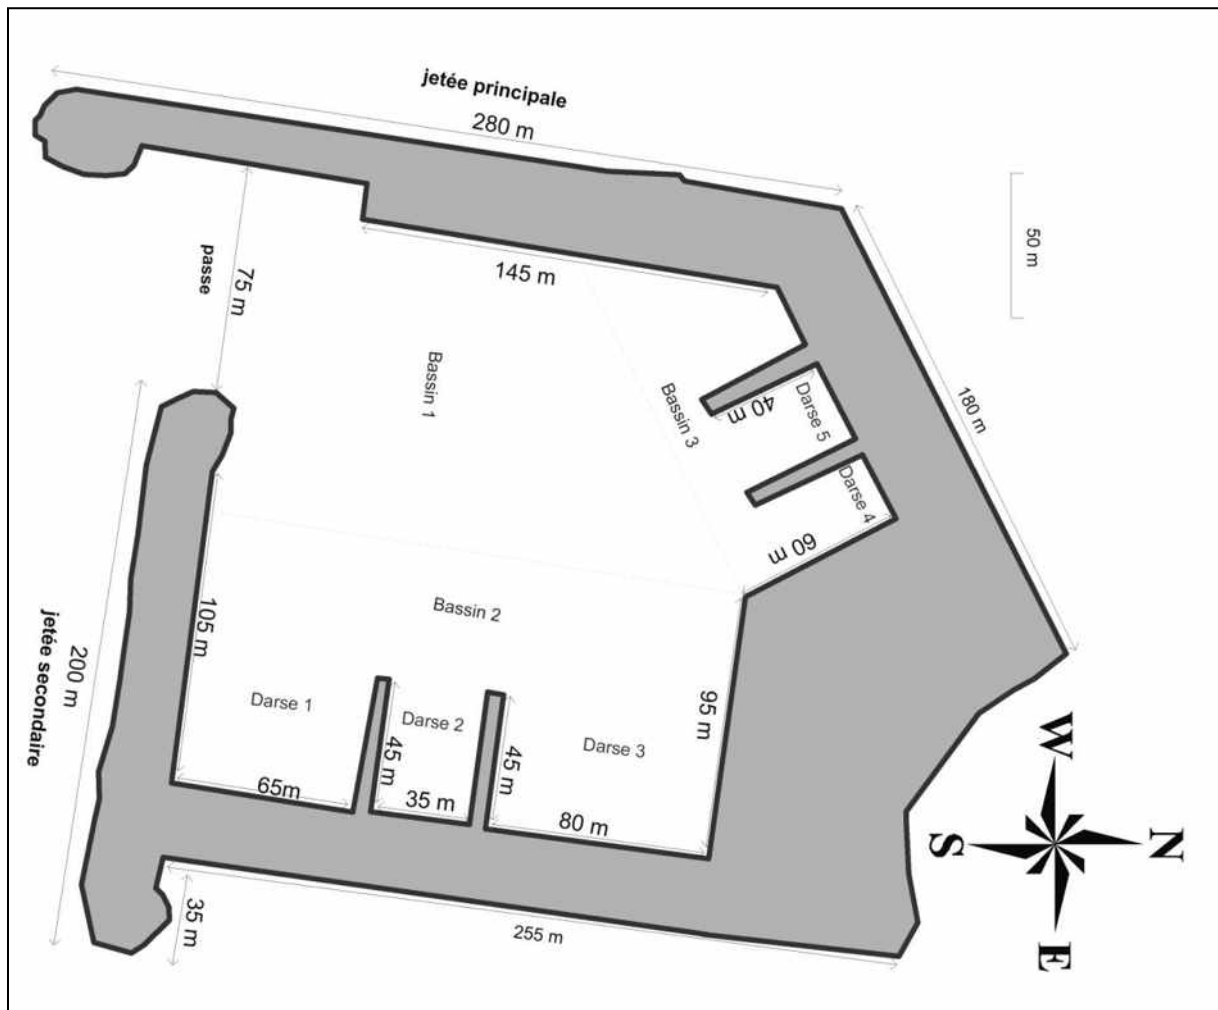 jetée principale
280 m
50 m
passe
75 m
145 m
Bassin 1
Bassin 3
40 m
Darse 5
180 m
Darse 4
60 m
Bassin 2
jetée secondaire
200 m
105 m
Darse 1
Darse 2
Darse 3
95 m
45 m
45 m
65m
35 m
80 m
35 m
255 m
W
S
N
E